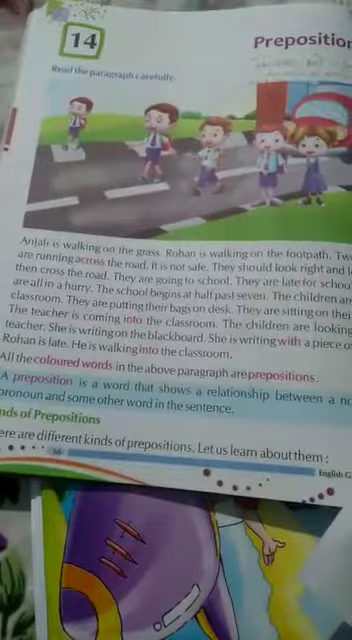 14
Preposition
Read the paragraph carefully.
Anjali is walking on the grass. Rohan is walking on the footpath. Tw
are running across the road. It is not safe. They should look right and l
then cross the road. They are going to school. They are late for schoo
are all in a hurry. The school begins at half past seven. The children ar
classroom. They are putting their bags on desk. They are sitting on thei
The teacher is coming into the classroom. The children are looking
teacher. She is writing on the blackboard. She is writing with a piece o
Rohan is late. He is walking into the classroom.
All the coloured words in the above paragraph are prepositions.
A preposition is a word that shows a relationship between a no
pronoun and some other word in the sentence.
nds of Prepositions
ere are different kinds of prepositions. Let us learn about them :
66
English G